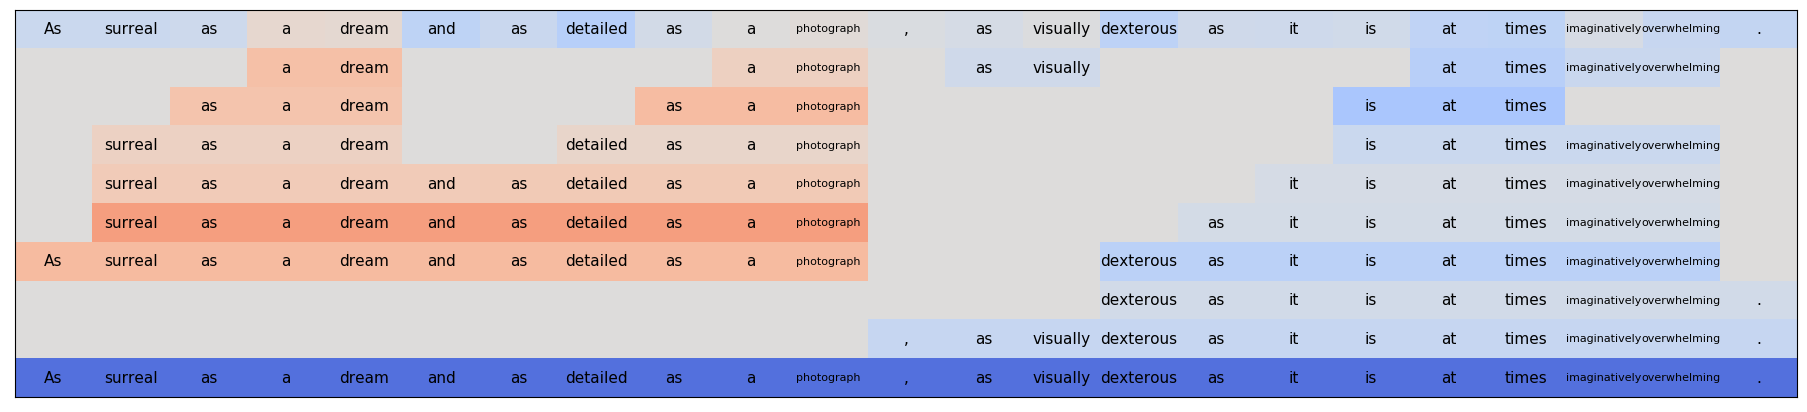 As surreal as a dream and as detailed as a photograph , as visually dexterous as it is at times imaginatively overwhelming .
a dream a photograph as visually at times imaginatively overwhelming
as a dream as a photograph is at times
surreal as a dream detailed as a photograph is at times imaginatively overwhelming
surreal as a dream and as detailed as a photograph it is at times imaginatively overwhelming
surreal as a dream and as detailed as a photograph as it is at times imaginatively overwhelming
As surreal as a dream and as detailed as a photograph dexterous as it is at times imaginatively overwhelming
dexterous as it is at times imaginatively overwhelming .
, as visually dexterous as it is at times imaginatively overwhelming .
As surreal as a dream and as detailed as a photograph , as visually dexterous as it is at times imaginatively overwhelming .